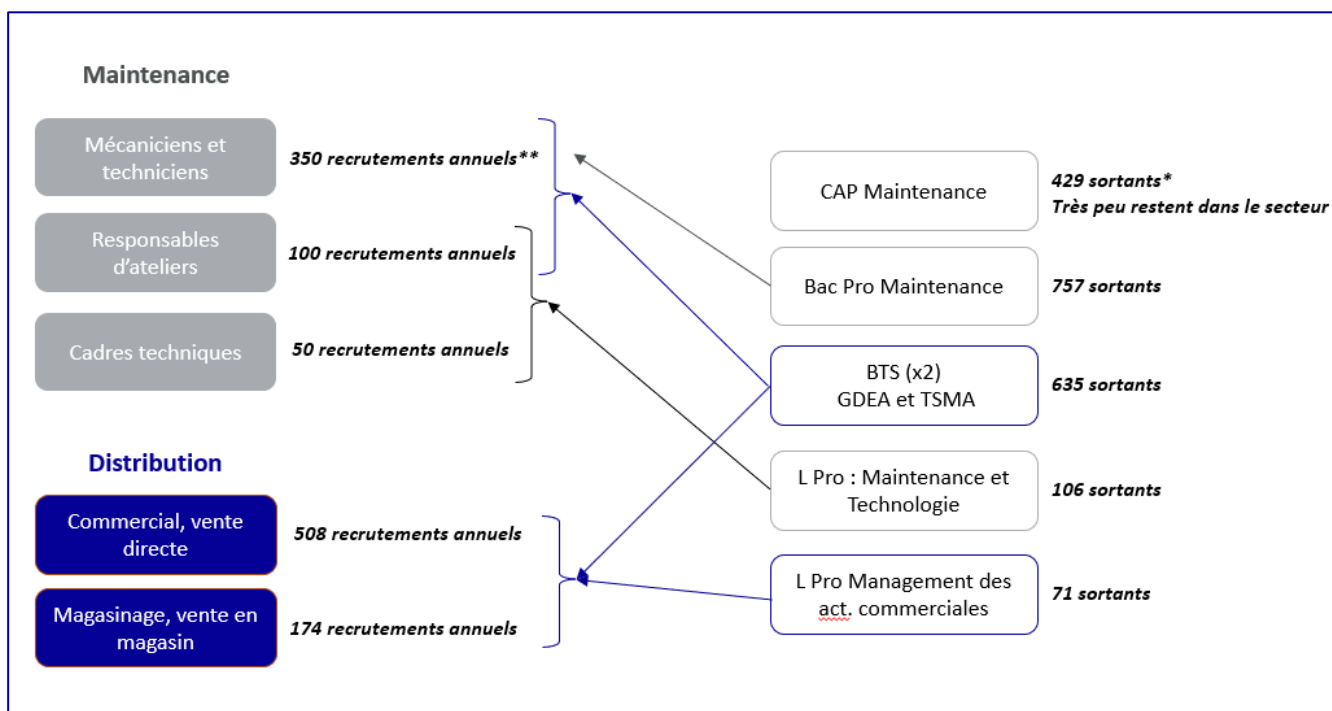 Maintenance
Mécaniciens et
techniciens
350 recrutements annuels**
Responsables
d'ateliers
100 recrutements annuels
Cadres techniques
50 recrutements annuels
Distribution
Commercial, vente
directe
508 recrutements annuels
Magasinage, vente en
magasin
174 recrutements annuels
CAP Maintenance
429 sortants*
Très peu restent dans le secteur
Bac Pro Maintenance
757 sortants
BTS (x2)
GDEA et TSMA
635 sortants
L Pro : Maintenance et
Technologie
106 sortants
L Pro Management des
act. commerciales
71 sortants